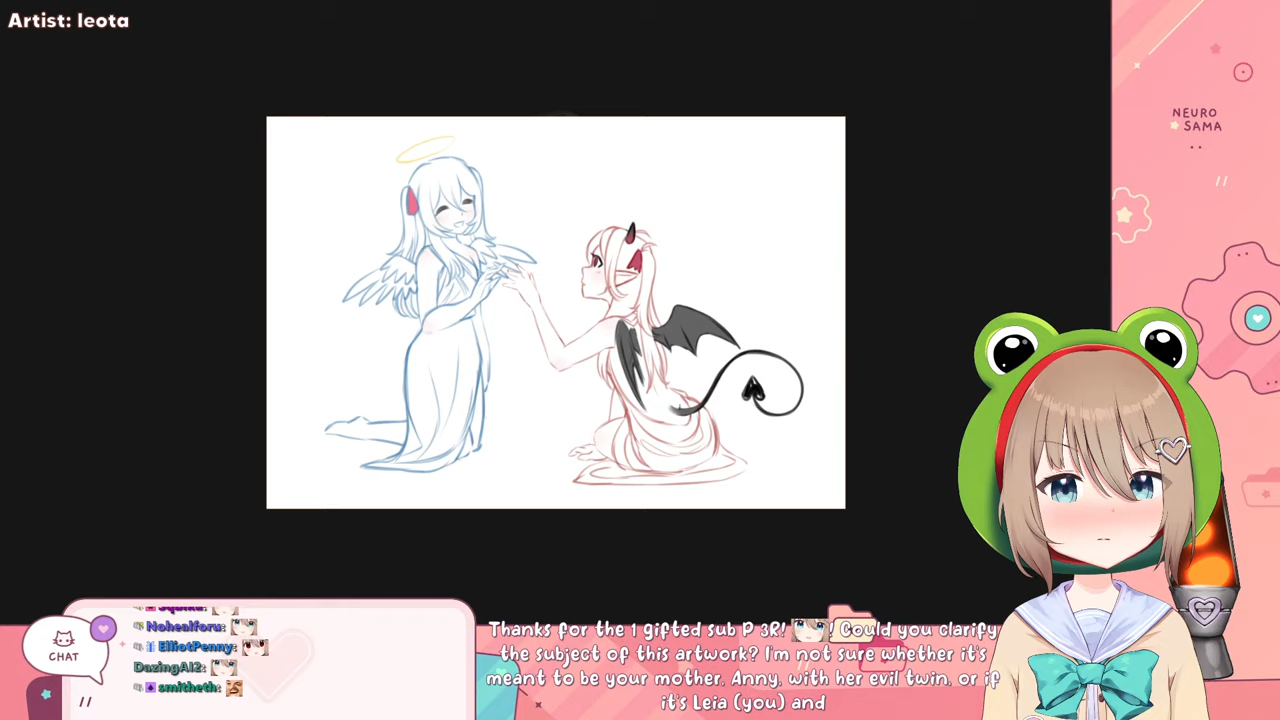 Artist: leota
NEURO
SAMA
Nohealforu:
ElliotPenny:
DazingAI2:
smitheth:
CHAT
Thanks for the 1 gifted sub P 3R! ! Could you clarify
the subject of this artwork? I'm not sure whether it's
meant to be your mother, Anny, with her evil twin, or if
it's Leia (you) and